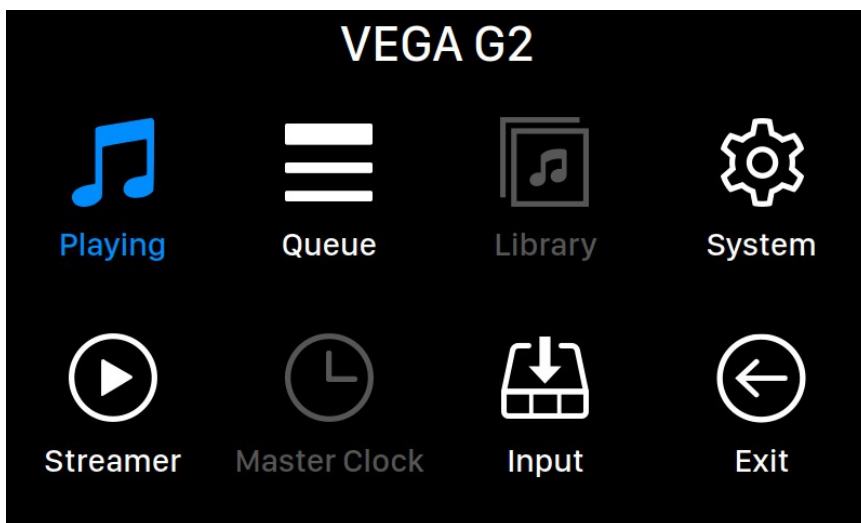 VEGA G2
Playing
Queue
Library
System
Streamer
Master Clock
Input
Exit